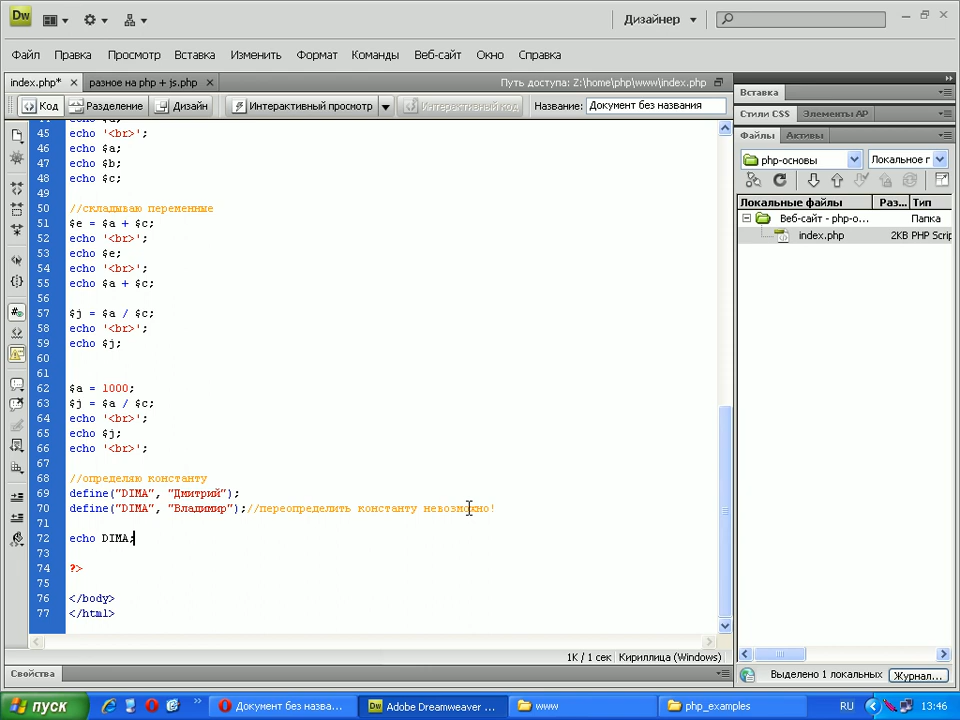 Dw
Дизайнер
Файл Правка Просмотр Вставка Изменить Формат Команды Веб-сайт Окно Справка
index.php* разное на php + js.php Путь доступа: Z:\home\php\www\index.php
Код Разделение Дизайн Интерактивный просмотр Интерактивный код Название: Документ без названия
45 echo '<br>';
46 echo $a;
47 echo $b;
48 echo $c;
49
50 //складываю переменные
51 $e = $a + $c;
52 echo '<br>';
53 echo $e;
54 echo '<br>';
55 echo $a + $c;
56
57 $j = $a / $c;
58 echo '<br>';
59 echo $j;
60
61
62 $a = 1000;
63 $j = $a / $c;
64 echo '<br>';
65 echo $j;
66 echo '<br>';
67
68 //определяю константу
69 define("DIMA", "Дмитрий");
70 define("DIMA", "Владимир");//переопределить константу невозможно!
71
72 echo DIMA;
73
74 ?>
75
76 </body>
77 </html>
1K / 1 сек Кириллица (Windows)
Свойства
Вставка
Стили CSS Элементы AP
Файлы Активы
php-основы Локальное г
Локальные файлы Раз... Тип
Веб-сайт - php-о... Папка
index.php 2KB PHP Scrip
Выделено 1 локальных Журнал...
пуск Документ без назва... Adobe Dreamweaver ... www php_examples RU 13:46